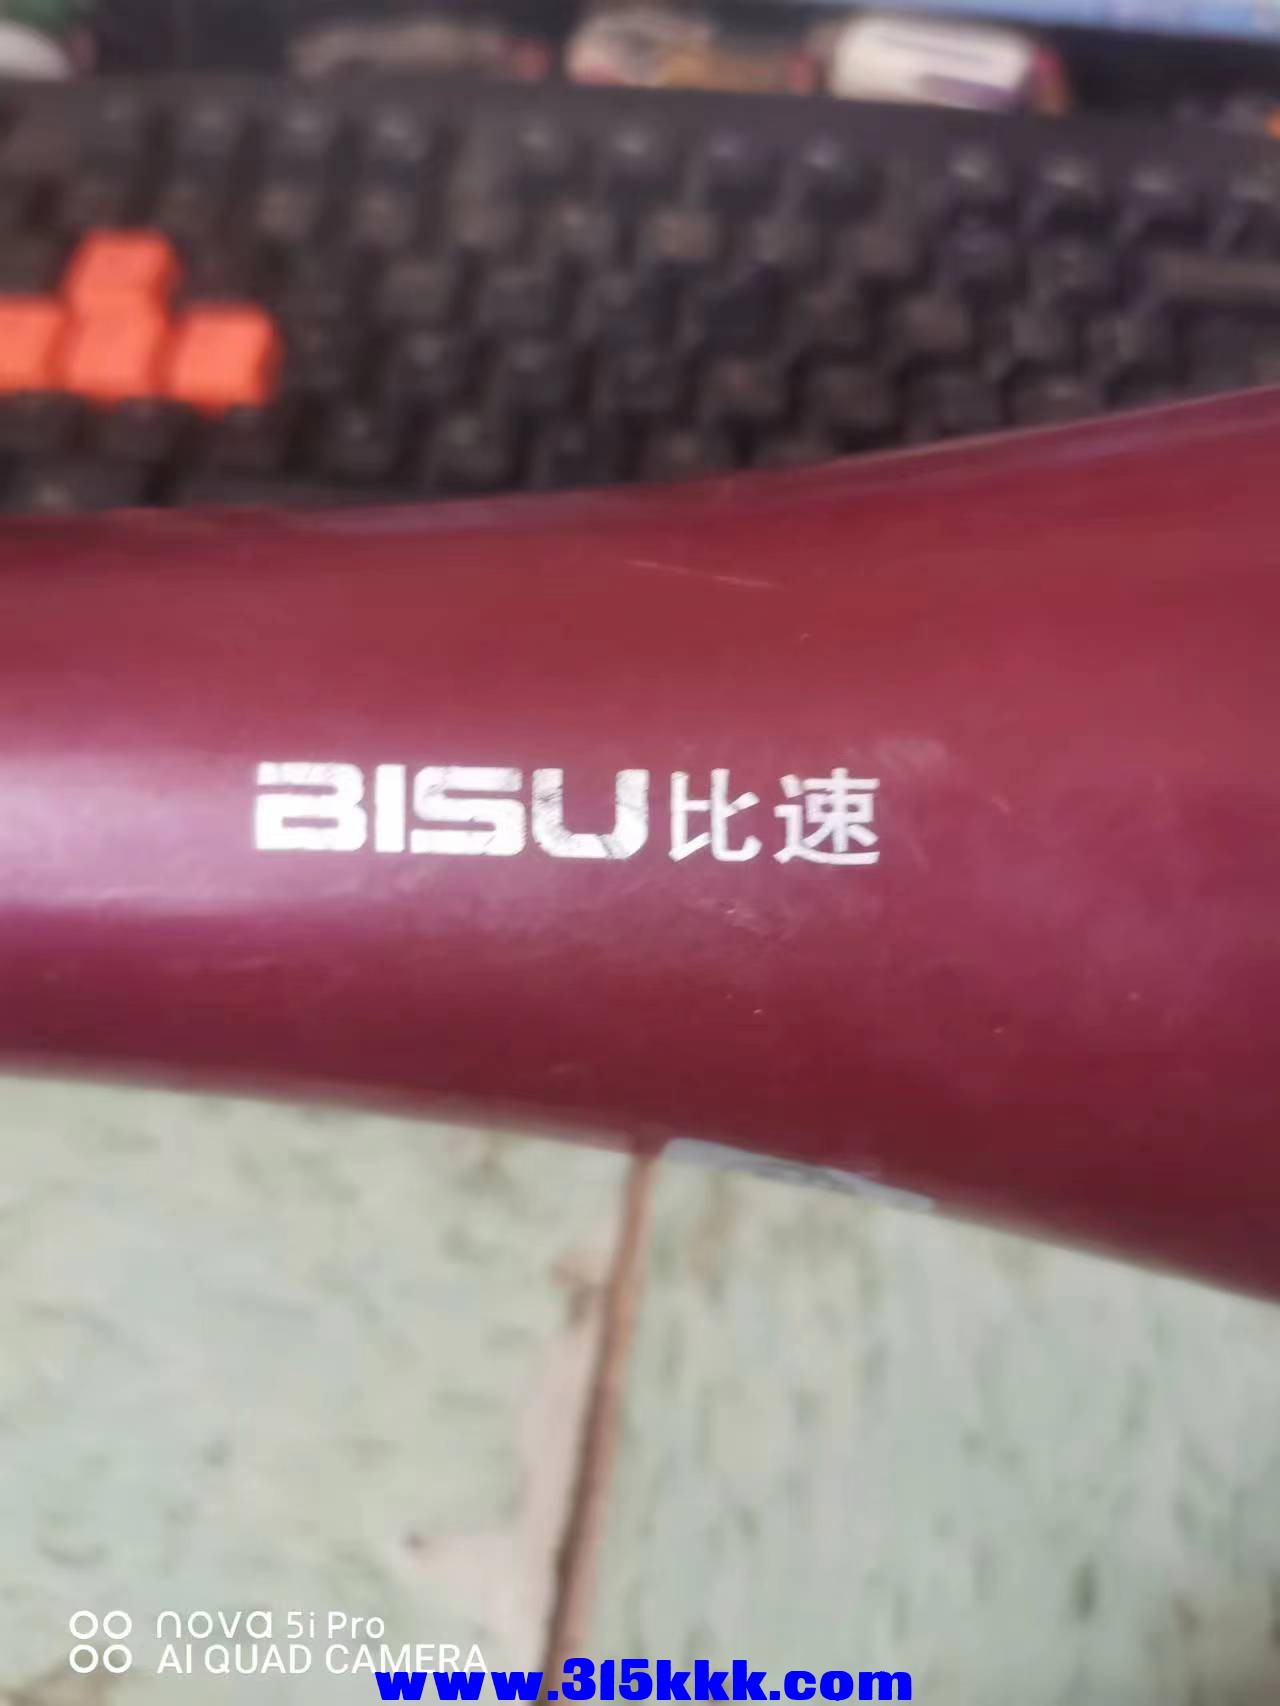 BISU比速
nova 5i Pro
AI QUAD CAMERA
www.315kkk.com